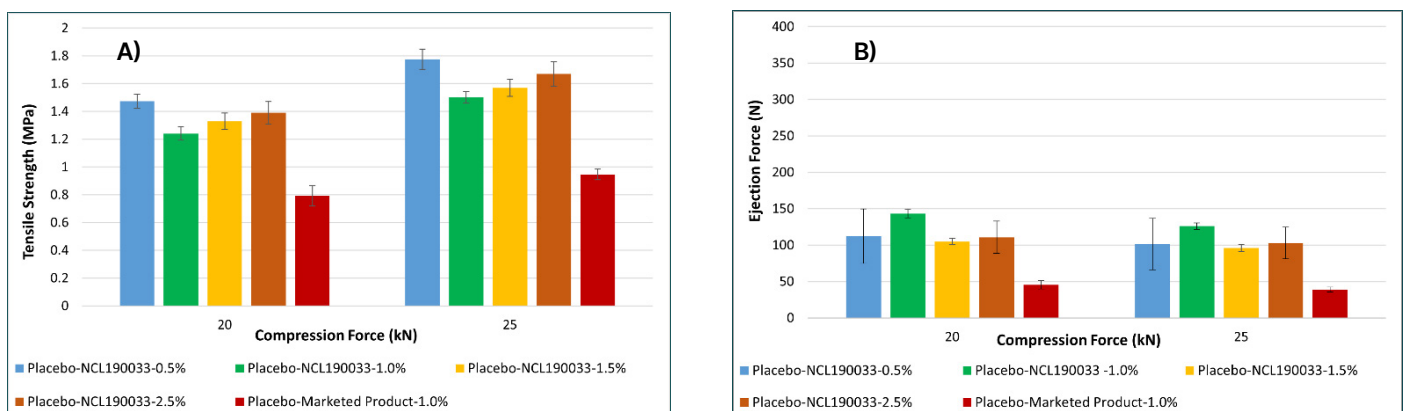 A)
Tensile Strength (MPa)
2
1.8
1.6
1.4
1.2
1
0.8
0.6
0.4
0.2
0
20
25
Compression Force (kN)
Placebo-NCL190033-0.5%
Placebo-NCL190033-1.0%
Placebo-NCL190033-1.5%
Placebo-NCL190033-2.5%
Placebo-Marketed Product-1.0%
B)
Ejection Force (N)
400
350
300
250
200
150
100
50
0
20
25
Compression Force (kN)
Placebo-NCL190033-0.5%
Placebo-NCL190033 -1.0%
Placebo-NCL190033-1.5%
Placebo-NCL190033-2.5%
Placebo-Marketed Product-1.0%